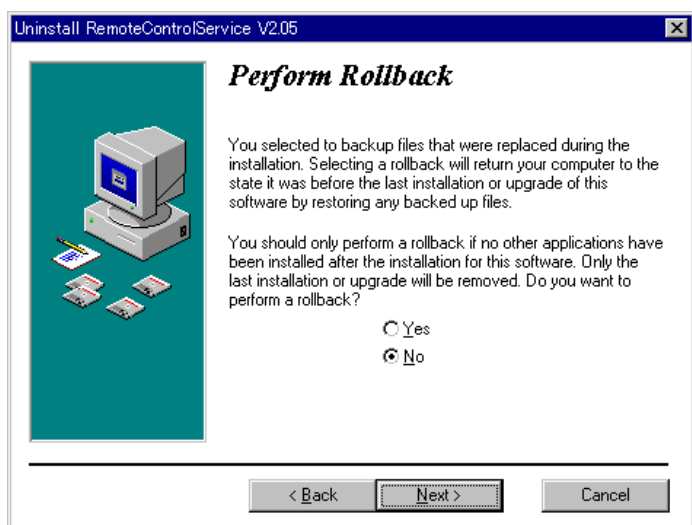 Uninstall RemoteControlService V2.05
Perform Rollback
You selected to backup files that were replaced during the
installation. Selecting a rollback will return your computer to the
state it was before the last installation or upgrade of this
software by restoring any backed up files.
You should only perform a rollback if no other applications have
been installed after the installation for this software. Only the
last installation or upgrade will be removed. Do you want to
perform a rollback?
Yes
No
< Back
Next >
Cancel